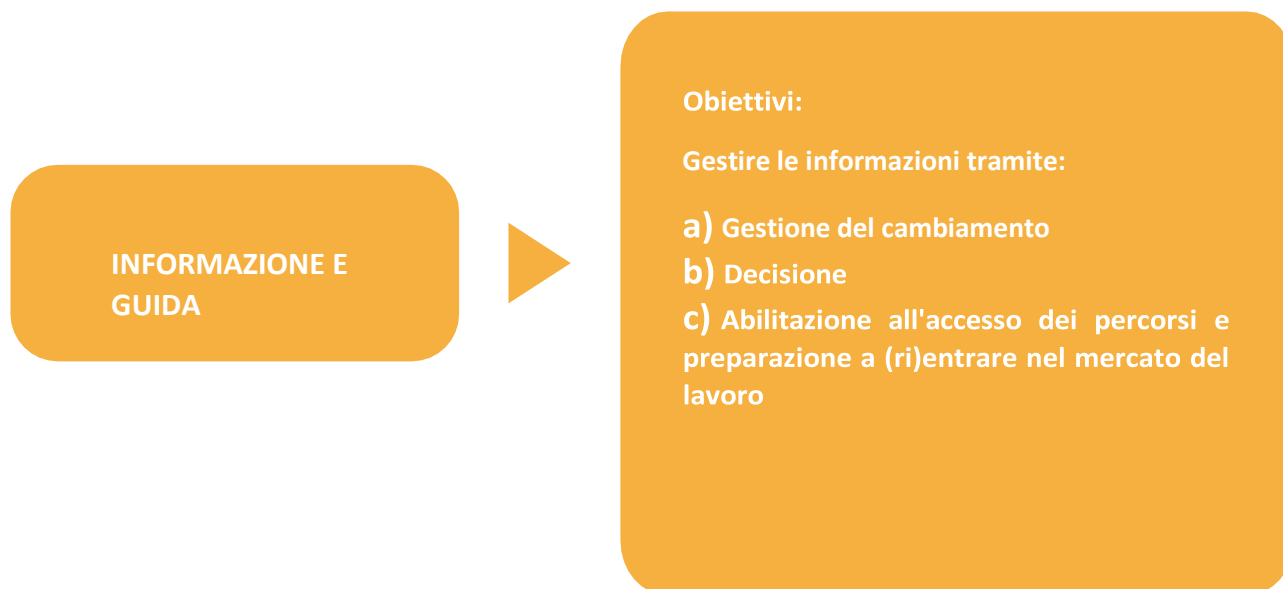 INFORMAZIONE E
GUIDA
Obiettivi:
Gestire le informazioni tramite:
a) Gestione del cambiamento
b) Decisione
c) Abilitazione all'accesso dei percorsi e
preparazione a (ri)entrare nel mercato del
lavoro